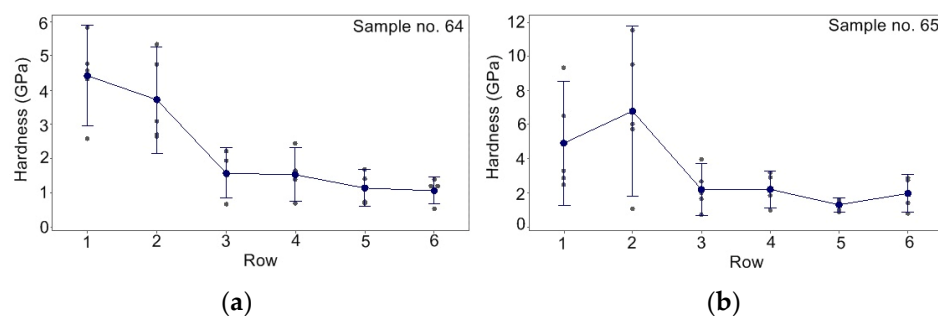 Sample no. 64
Hardness (GPa)
6
5
4
3
2
1
0
1 2 3 4 5 6
Row
(a)
Sample no. 65
Hardness (GPa)
12
10
8
6
4
2
0
1 2 3 4 5 6
Row
(b)